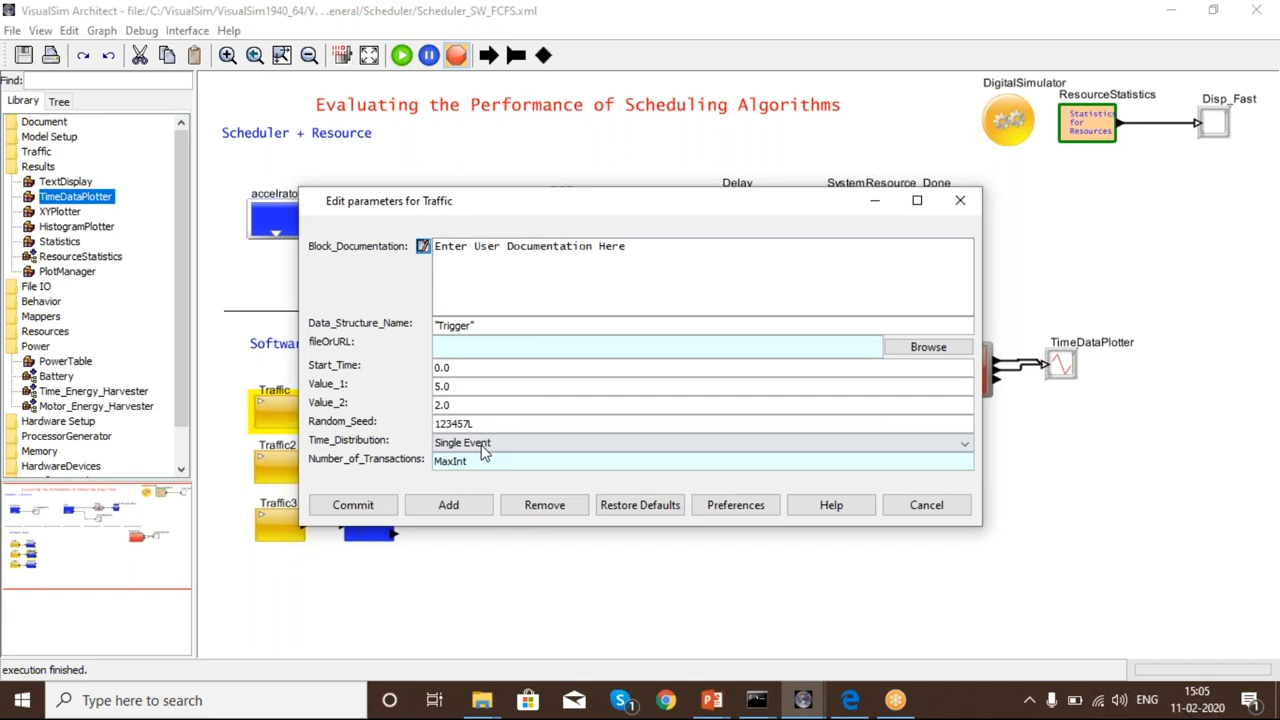 VisualSim Architect - file:/C:/VisualSim/VisualSim1940_64/V. ..eneral/Scheduler/Scheduler_SW_FCFS.xml
File View Edit Graph Debug Interface Help
Find:
Library Tree
Document
Model Setup
Traffic
Results
TextDisplay
TimeDataPlotter
XYPlotter
HistogramPlotter
Statistics
ResourceStatistics
PlotManager
File IO
Behavior
Mappers
Resources
Power
PowerTable
Battery
Time_Energy_Harvester
Motor_Energy_Harvester
Hardware Setup
ProcessorGenerator
Memory
HardwareDevices
Evaluating the Performance of Scheduling Algorithms
Scheduler + Resource
DigitalSimulator
ResourceStatistics
Statistics
for
Resources
Disp_Fast
accelrato
Delay
SystemResource_Done
Softwa
Traffic
Traffic2
Traffic3
TimeDataPlotter
Edit parameters for Traffic
Block_Documentation: Enter User Documentation Here
Data_Structure_Name: "Trigger"
fileOrURL: Browse
Start_Time: 0.0
Value_1: 5.0
Value_2: 2.0
Random_Seed: 123457L
Time_Distribution: Single Event
Number_of_Transactions: MaxInt
Commit Add Remove Restore Defaults Preferences Help Cancel
execution finished.
Type here to search
1
ENG
15:05
11-02-2020
1